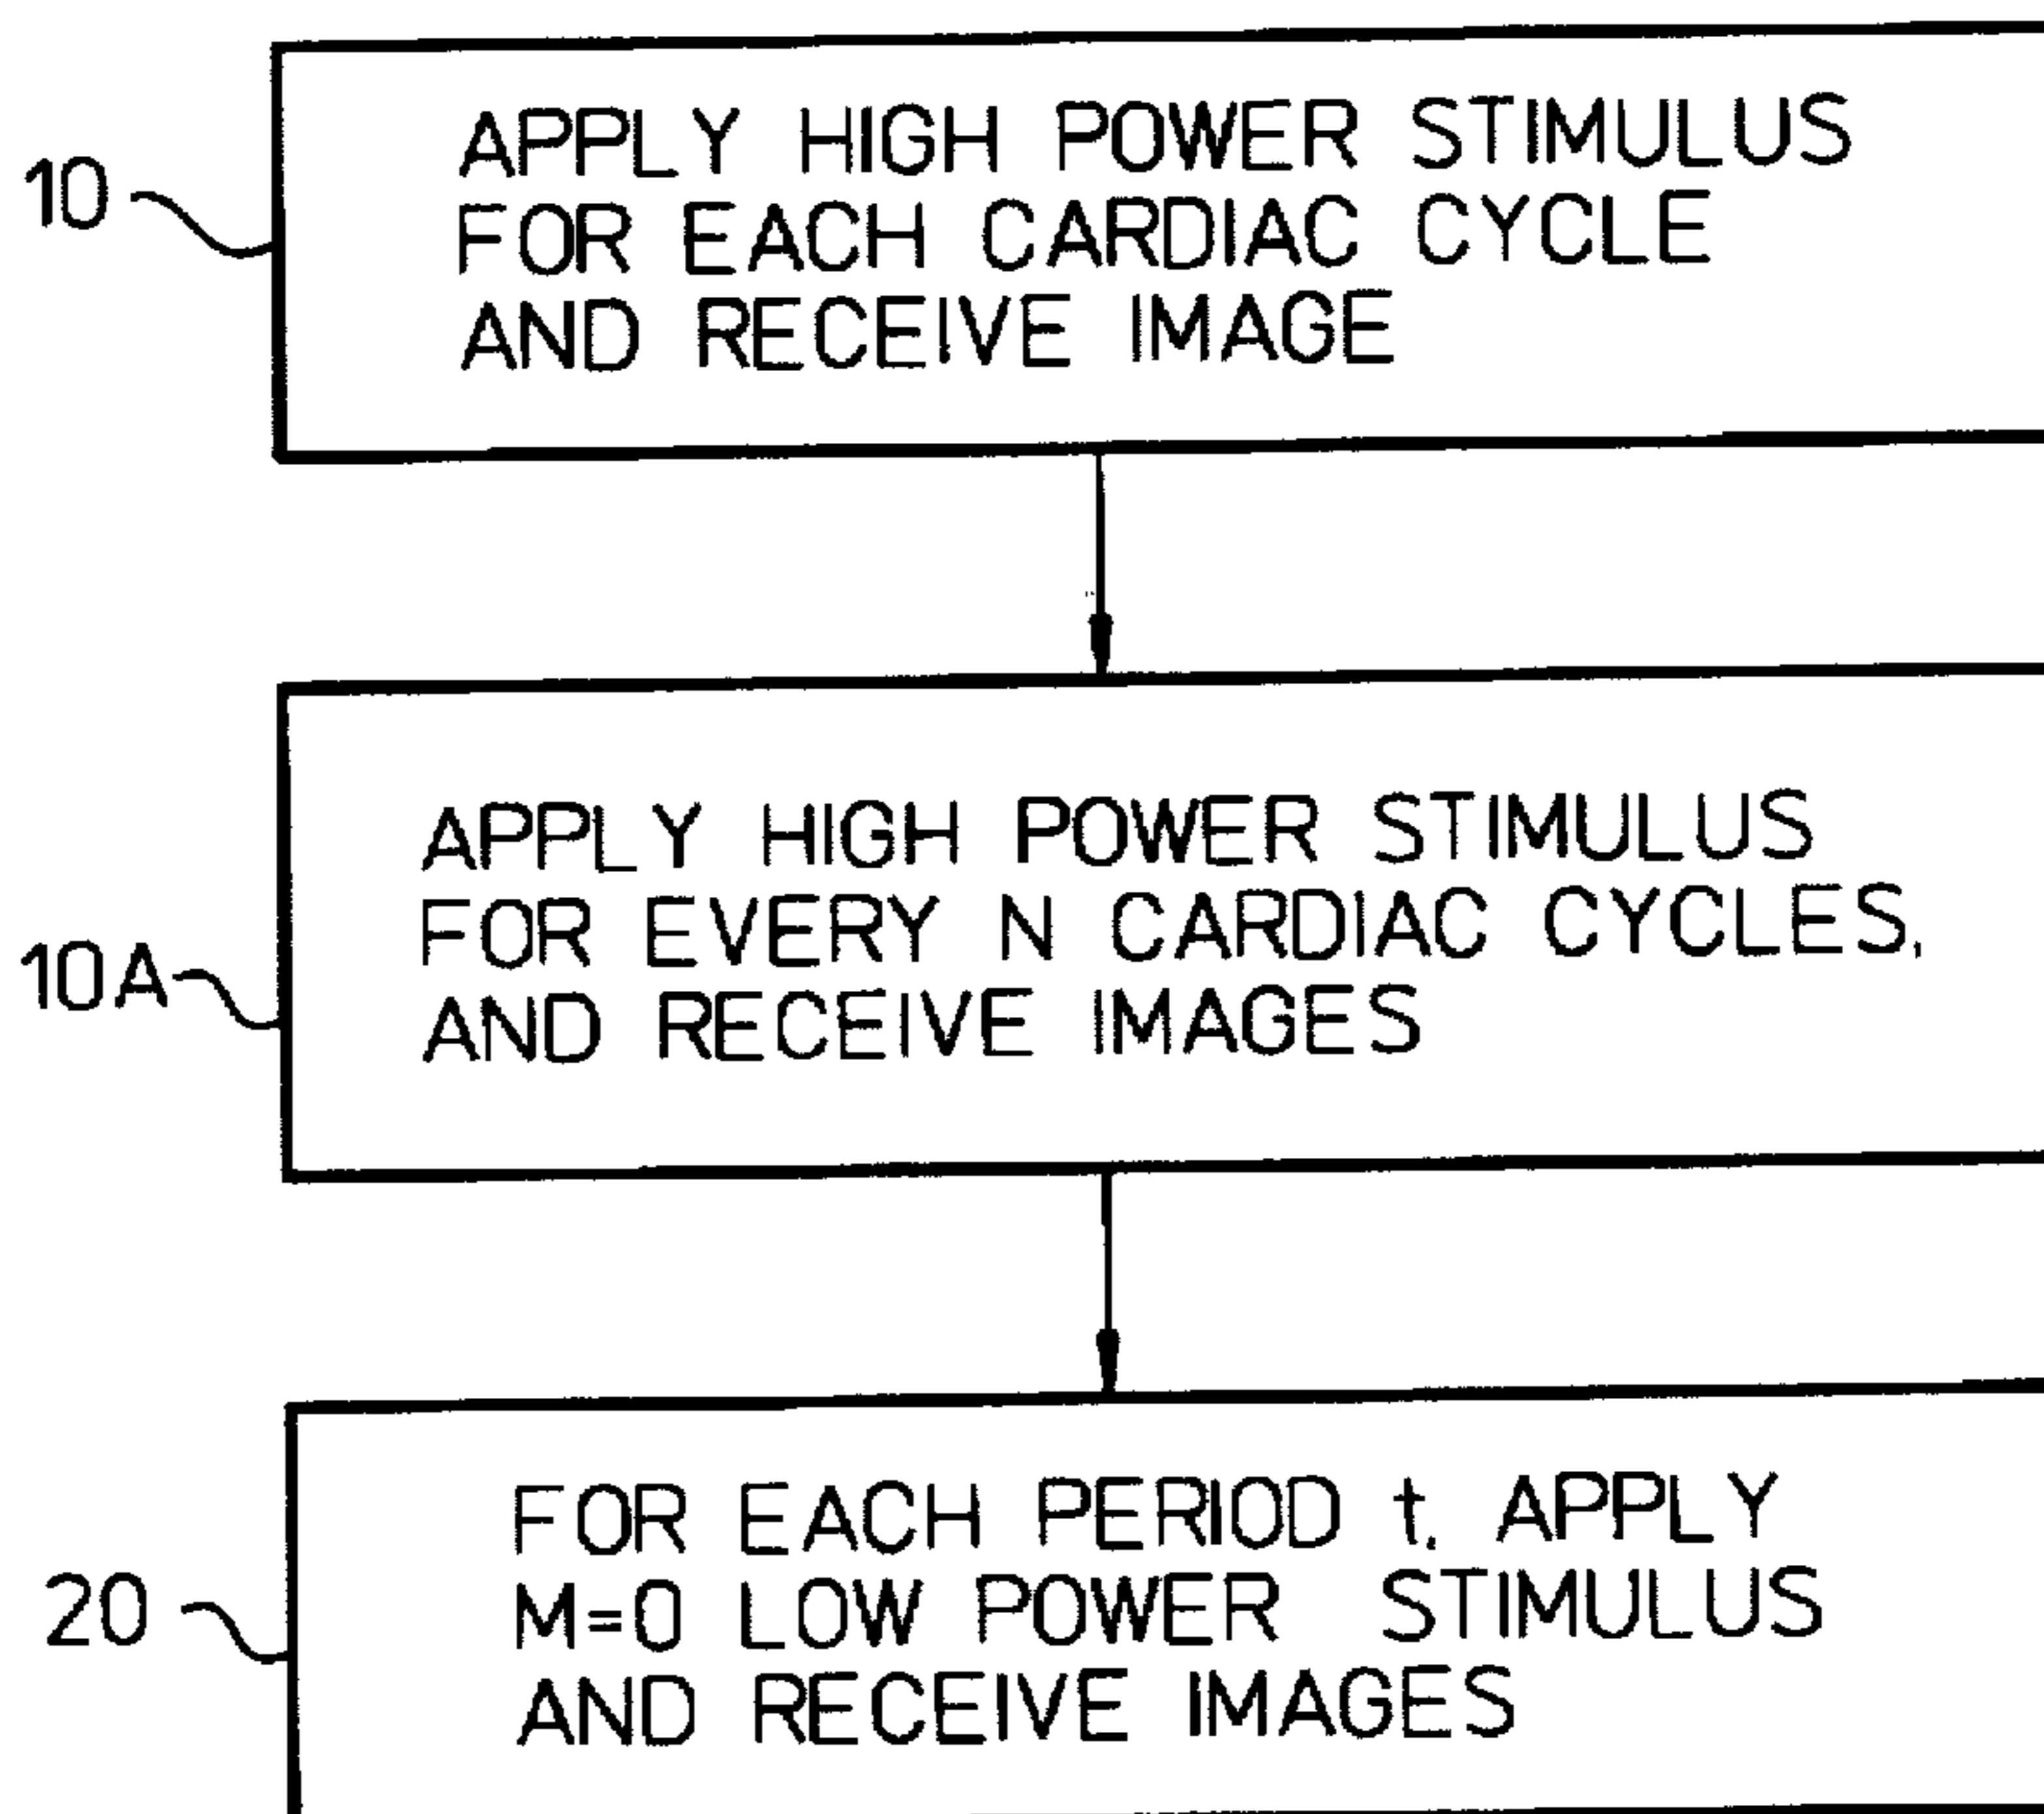 APPLY HIGH POWER STIMULUS
10
FOR EACH CARDIAC CYCLE
AND RECEIVE IMAGE
APPLY HIGH POWER STIMULUS
FOR EVERY N CARDIAC CYCLES,
10A
AND RECEIVE IMAGES
FOR EACH PERIOD t, APPLY
20
M=0 LOW POWER STIMULUS
AND RECEIVE IMAGES